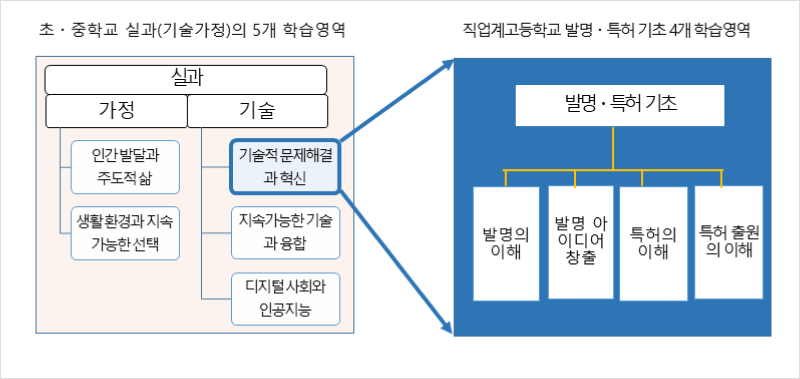 초 · 중학교 실과(기술가정)의 5개 학습영역
실과
가정
기술
인간 발달과
주도적 삶
생활 환경과 지속
가능한 선택
기술적 문제해결
과 혁신
지속가능한 기술
과 융합
디지털 사회와
인공지능
직업계고등학교 발명 · 특허 기초 4개 학습영역
발명 · 특허 기초
발명의
이해
발명 아
이디어
창출
특허의
이해
특허 출원
의 이해